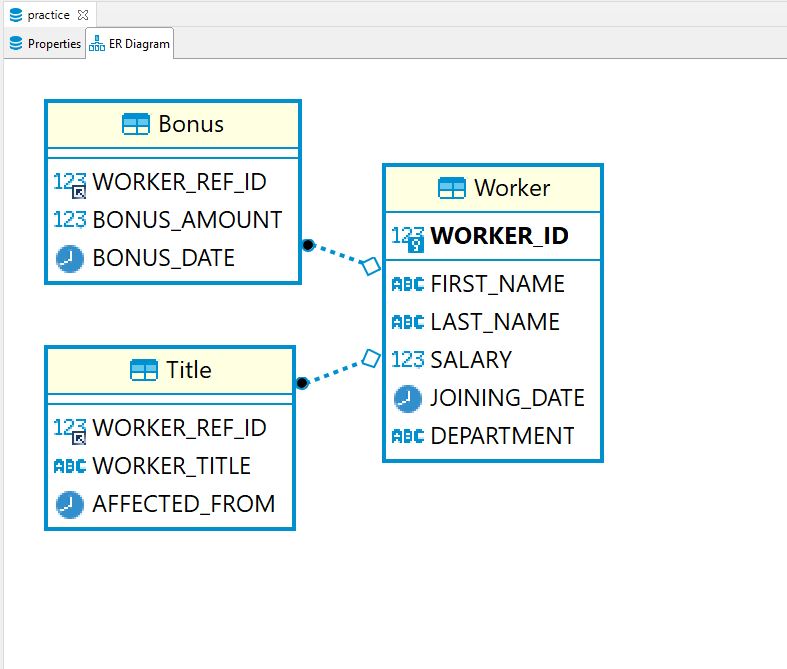 practice
Properties
ER Diagram
Bonus
123 WORKER_REF_ID
123 BONUS_AMOUNT
BONUS_DATE
Worker
123 WORKER_ID
ABC FIRST_NAME
ABC LAST_NAME
123 SALARY
JOINING_DATE
ABC DEPARTMENT
Title
123 WORKER_REF_ID
ABC WORKER_TITLE
AFFECTED_FROM